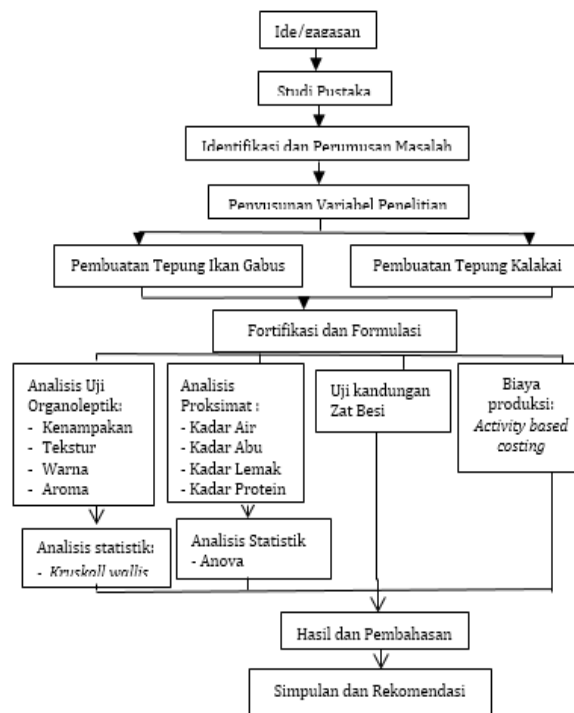 Ide/gagasan
Studi Pustaka
Identifikasi dan Perumusan Masalah
Penyusunan Variabel Penelitian
Pembuatan Tepung Ikan Gabus
Pembuatan Tepung Kalakai
Fortifikasi dan Formulasi
Analisis Uji
Organoleptik:
- Kenampakan
- Tekstur
- Warna
- Aroma
Analisis
Proksimat :
- Kadar Air
- Kadar Abu
- Kadar Lemak
- Kadar Protein
Uji kandungan
Zat Besi
Biaya
produksi:
Activity based
costing
Analisis statistik:
- Kruskall wallis
Analisis Statistik
- Anova
Hasil dan Pembahasan
Simpulan dan Rekomendasi